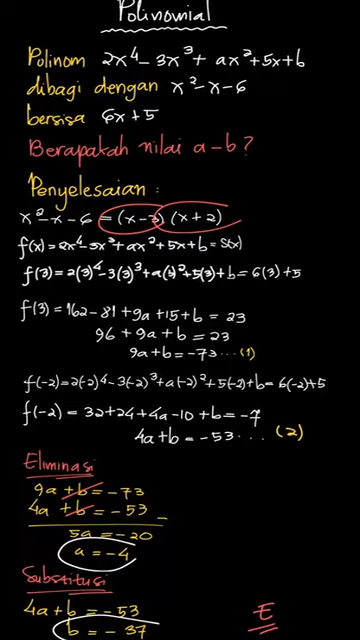 Polinomial
Polinom 2x⁴ - 3x³ + ax² + 5x + b
dibagi dengan x² - x - 6
bersisa 6x + 5
Berapakah nilai a - b?
Penyelesaian :
x² - x - 6 = (x - 3) (x + 2)
f(x) = 2x⁴ - 3x³ + ax² + 5x + b = S(x)
f(3) = 2(3)⁴ - 3(3)³ + a(3)² + 5(3) + b = 6(3) + 5
f(3) = 162 - 81 + 9a + 15 + b = 23
96 + 9a + b = 23
9a + b = -73 ... (1)
f(-2) = 2(-2)⁴ - 3(-2)³ + a(-2)² + 5(-2) + b = 6(-2) + 5
f(-2) = 32 + 24 + 4a - 10 + b = -7
4a + b = -53 ... (2)
Eliminasi
9a + b = -73
4a + b = -53
-
5a = -20
a = -4
Substitusi
4a + b = -53
b = -37
E